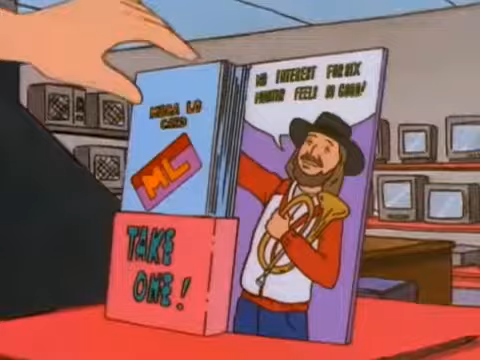 MEGA LO
CARD
ML
TAKE
ONE!
NO INTEREST FOR SIX
MONTHS FEELS SO GOOD!